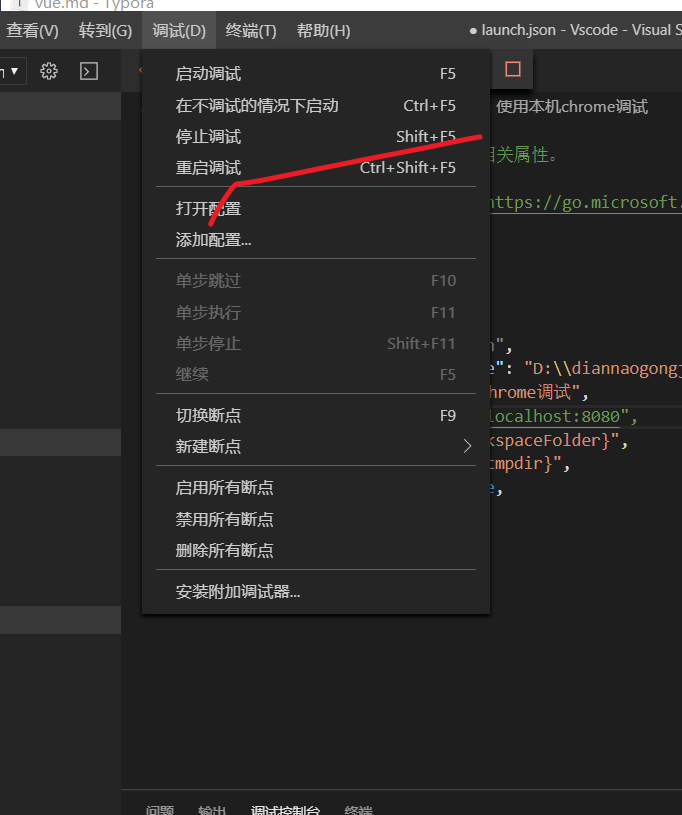 vue.md - Typora
查看(V) 转到(G) 调试(D) 终端(T) 帮助(H) ● launch.json - Vscode - Visual S
启动调试 F5
在不调试的情况下启动 Ctrl+F5
使用本机chrome调试
停止调试 Shift+F5
相关属性。
重启调试 Ctrl+Shift+F5
打开配置
https://go.microsoft.
添加配置...
单步跳过 F10
单步执行 F11
单步停止 Shift+F11
",
继续 F5
e": "D:\\diannaogongj
chrome调试",
切换断点 F9
localhost:8080",
新建断点
kspaceFolder}",
tmpdir}",
启用所有断点
e,
禁用所有断点
删除所有断点
安装附加调试器...
问题 输出 调试控制台 终端